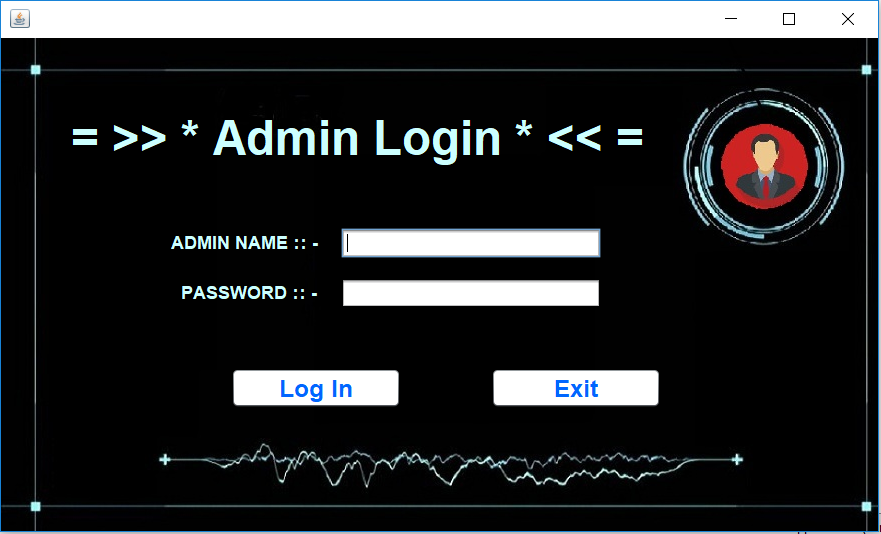 = >> * Admin Login * << =
ADMIN NAME :: -
PASSWORD :: -
Log In
Exit